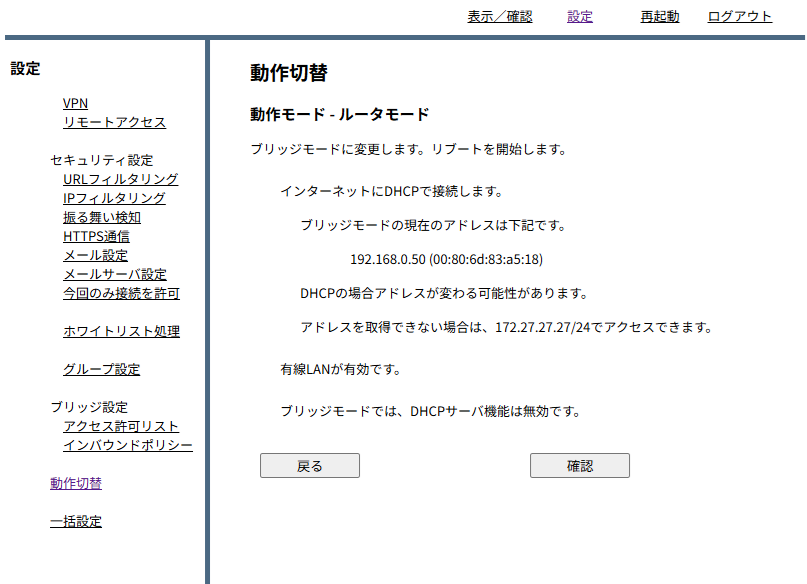 表示／確認 設定 再起動 ログアウト
設定
VPN
リモートアクセス
セキュリティ設定
URLフィルタリング
IPフィルタリング
振る舞い検知
HTTPS通信
メール設定
メールサーバ設定
今回のみ接続を許可
ホワイトリスト処理
グループ設定
ブリッジ設定
アクセス許可リスト
インバウンドポリシー
動作切替
一括設定
動作切替
動作モード - ルータモード
ブリッジモードに変更します。リブートを開始します。
インターネットにDHCPで接続します。
ブリッジモードの現在のアドレスは下記です。
192.168.0.50 (00:80:6d:83:a5:18)
DHCPの場合アドレスが変わる可能性があります。
アドレスを取得できない場合は、172.27.27.27/24でアクセスできます。
有線LANが有効です。
ブリッジモードでは、DHCPサーバ機能は無効です。
戻る 確認